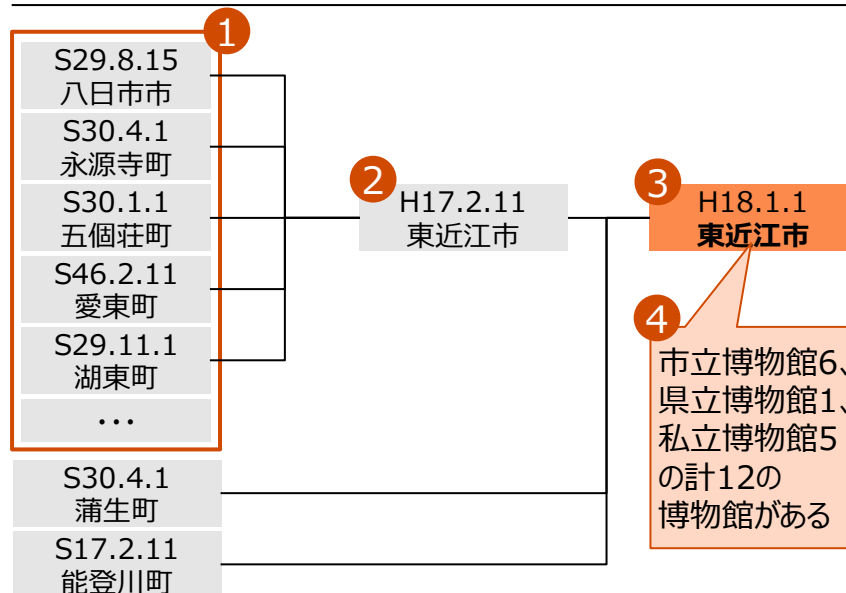 1
S29.8.15
八日市市
S30.4.1
永源寺町
S30.1.1
五個荘町
S46.2.11
愛東町
S29.11.1
湖東町
・・・
S30.4.1
蒲生町
S17.2.11
能登川町
2
H17.2.11
東近江市
3
H18.1.1
東近江市
4
市立博物館6、
県立博物館1、
私立博物館5
の計12の
博物館がある